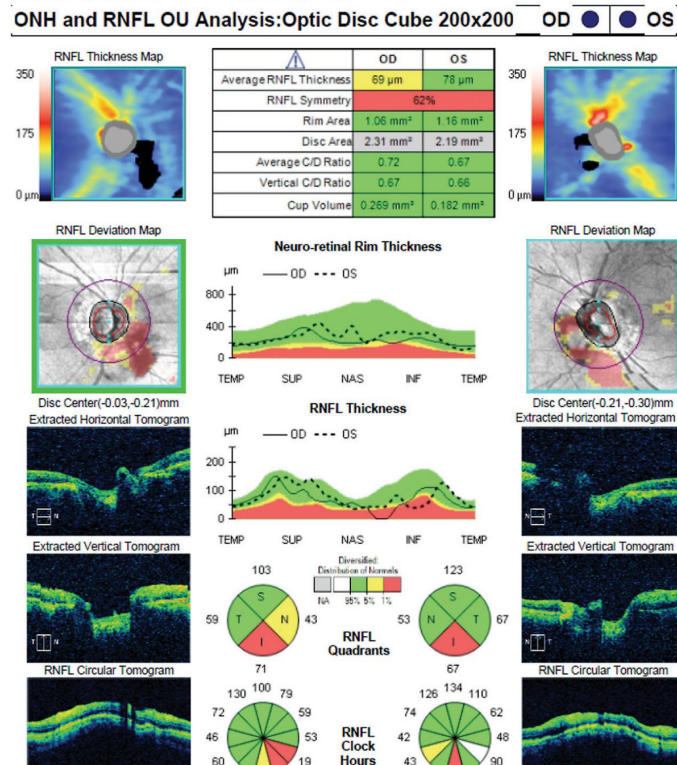 ONH and RNFL OU Analysis:Optic Disc Cube 200x200 OD OS
RNFL Thickness Map
350
175
0 µm
OD OS
Average RNFL Thickness 69 µm 78 µm
RNFL Symmetry 62%
Rim Area 1.06 mm² 1.16 mm²
Disc Area 2.31 mm² 2.19 mm²
Average C/D Ratio 0.72 0.67
Vertical C/D Ratio 0.67 0.66
Cup Volume 0.269 mm³ 0.182 mm³
RNFL Thickness Map
350
175
0 µm
RNFL Deviation Map
Disc Center(-0.03,-0.21)mm
Neuro-retinal Rim Thickness
µm OD OS
800
400
0
TEMP SUP NAS INF TEMP
RNFL Deviation Map
Disc Center(-0.21,-0.30)mm
Extracted Horizontal Tomogram
T N
RNFL Thickness
µm OD OS
200
100
0
TEMP SUP NAS INF TEMP
Extracted Horizontal Tomogram
T N
Extracted Vertical Tomogram
T N
Diversified:
Distribution of Normals
NA 95% 5% 1%
103
59 S T N I 43
71
RNFL
Quadrants
123
53 S N T I 67
67
Extracted Vertical Tomogram
T N
RNFL Circular Tomogram
100
130 79
72 59
46 53
60 19
RNFL
Clock
Hours
134
126 110
74 62
42 48
43 90
RNFL Circular Tomogram